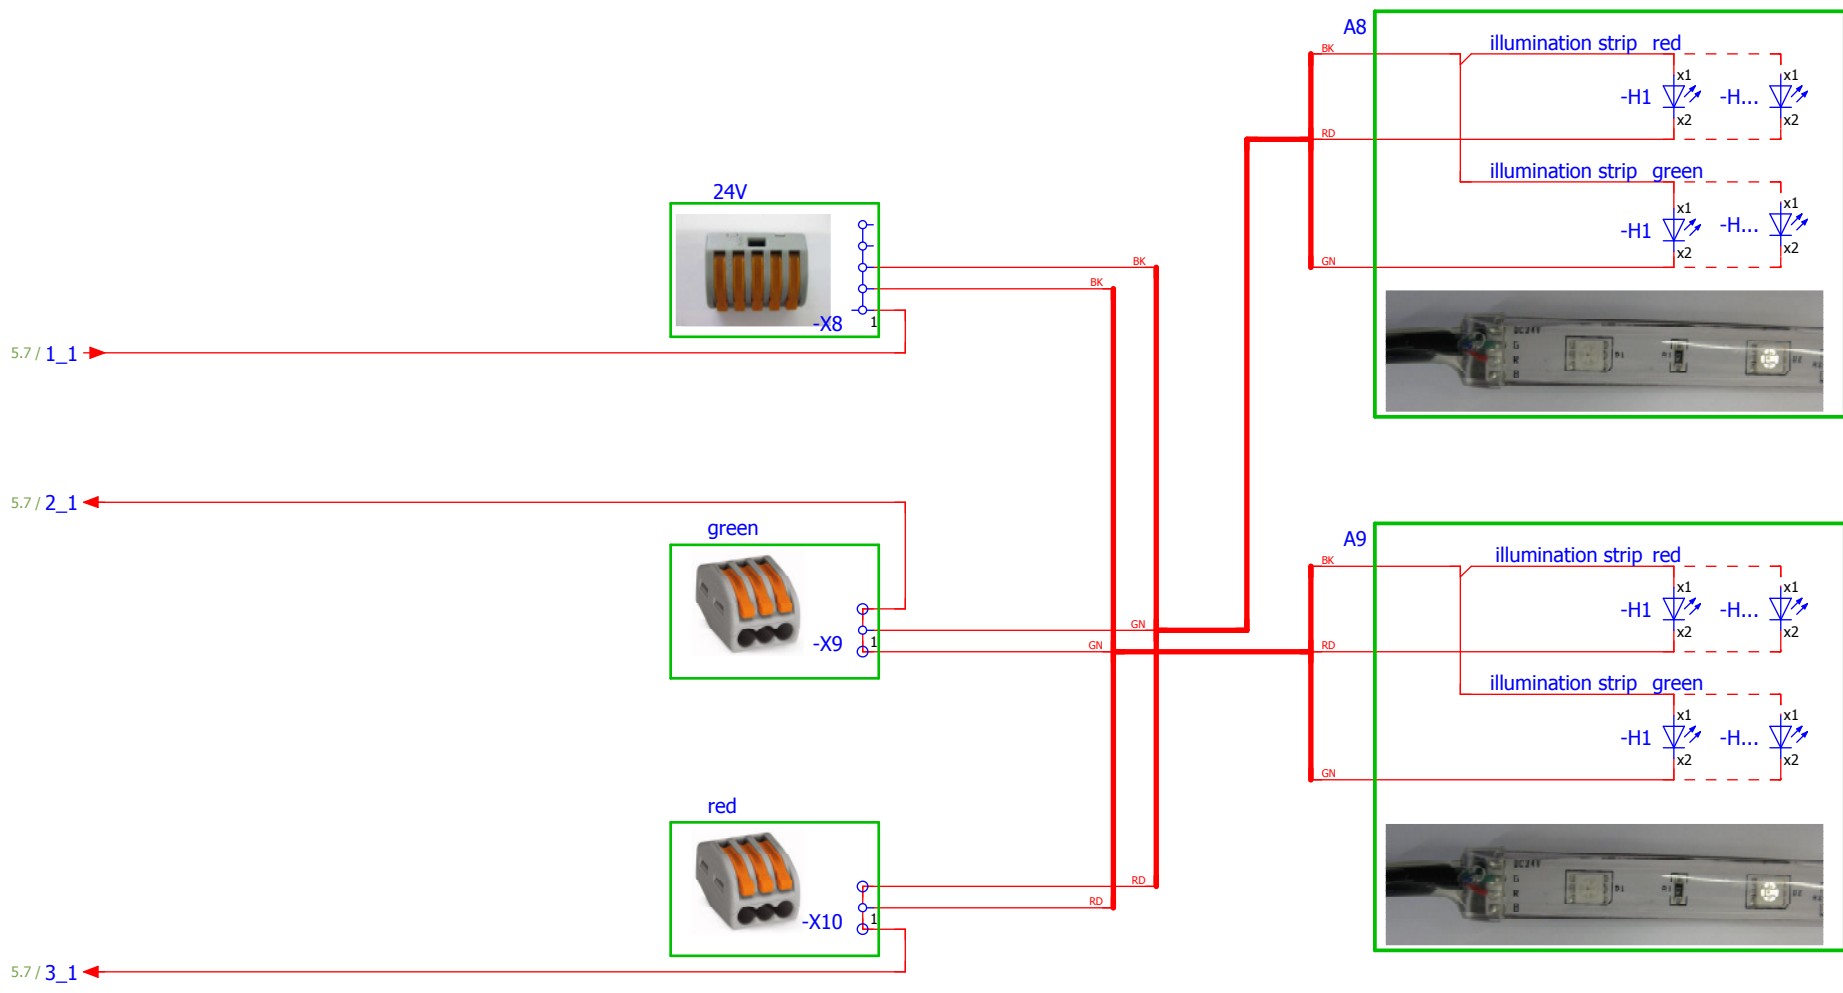 A8
illumination strip red
BK
x1
x1
-H1
-H...
x2
x2
RD
illumination strip green
x1
x1
-H1
-H...
x2
x2
GN
DC24V
G
R
B
24V
BK
BK
-X8
1
5.7 / 1_1
5.7 / 2_1
green
GN
-X9
1
GN
A9
illumination strip red
BK
x1
x1
-H1
-H...
x2
x2
RD
illumination strip green
x1
x1
-H1
-H...
x2
x2
GN
DC24V
G
R
B
red
RD
RD
-X10
1
5.7 / 3_1